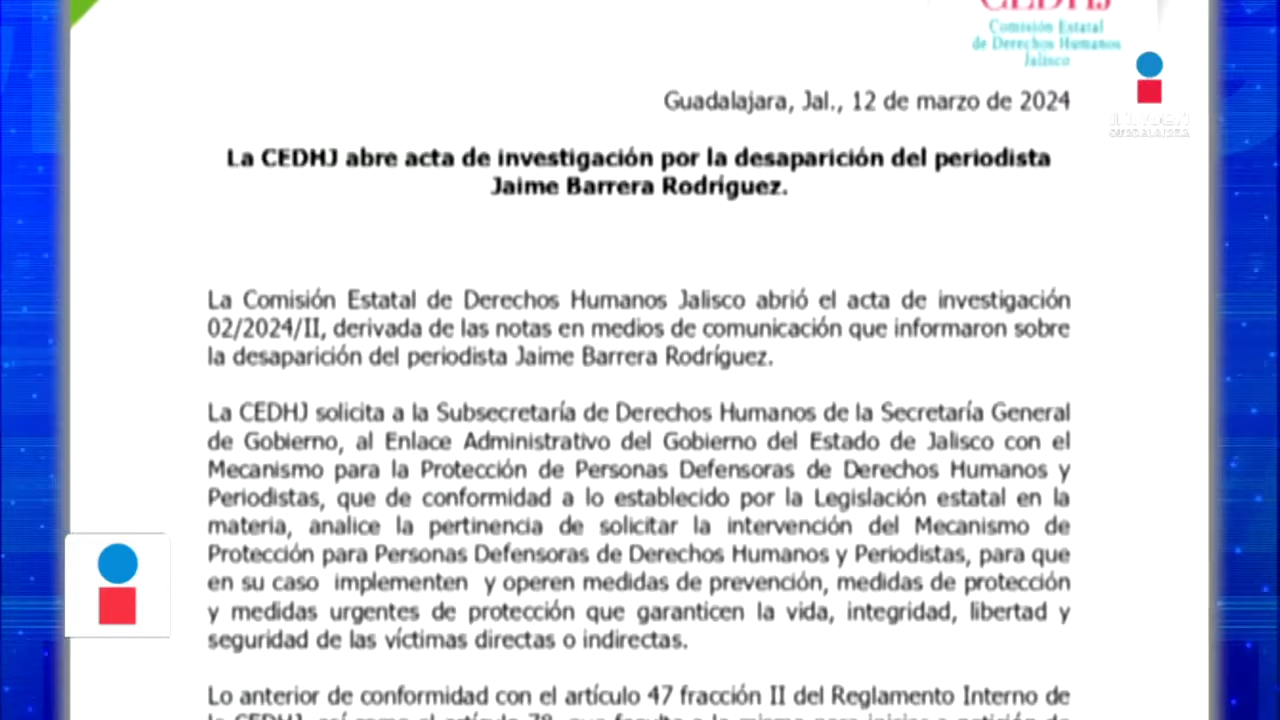 CEDHJ
Comisión Estatal
de Derechos Humanos
Jalisco
Guadalajara, Jal., 12 de marzo de 2024
La CEDHJ abre acta de investigación por la desaparición del periodista
Jaime Barrera Rodríguez.
La Comisión Estatal de Derechos Humanos Jalisco abrió el acta de investigación
02/2024/II, derivada de las notas en medios de comunicación que informaron sobre
la desaparición del periodista Jaime Barrera Rodríguez.
La CEDHJ solicita a la Subsecretaría de Derechos Humanos de la Secretaría General
de Gobierno, al Enlace Administrativo del Gobierno del Estado de Jalisco con el
Mecanismo para la Protección de Personas Defensoras de Derechos Humanos y
Periodistas, que de conformidad a lo establecido por la Legislación estatal en la
materia, analice la pertinencia de solicitar la intervención del Mecanismo de
Protección para Personas Defensoras de Derechos Humanos y Periodistas, para que
en su caso implementen y operen medidas de prevención, medidas de protección
y medidas urgentes de protección que garanticen la vida, integridad, libertad y
seguridad de las víctimas directas o indirectas.
Lo anterior de conformidad con el artículo 47 fracción II del Reglamento Interno de